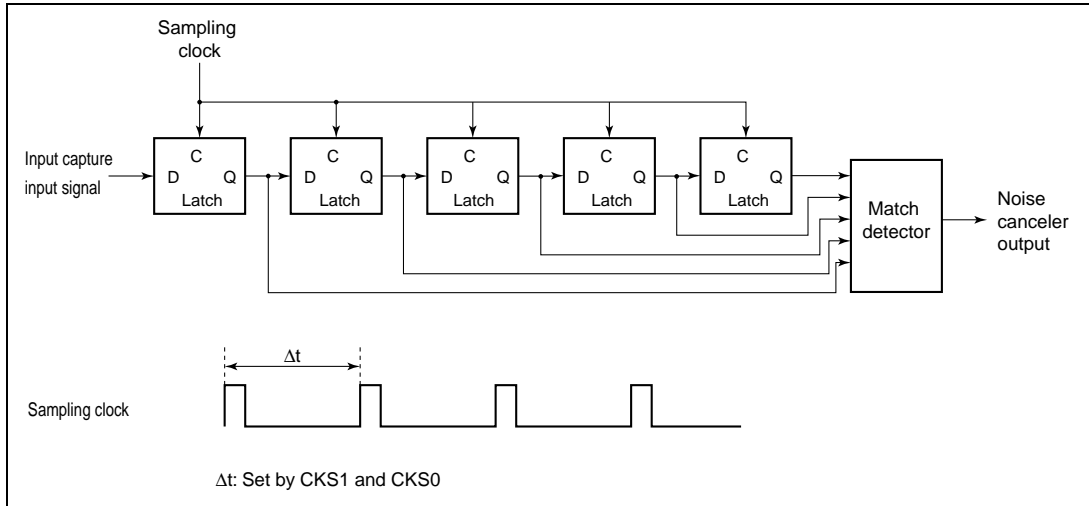 Sampling
clock
Input capture
input signal
C
D Q
Latch
C
D Q
Latch
C
D Q
Latch
C
D Q
Latch
C
D Q
Latch
Match
detector
Noise
canceler
output
Δt
Sampling clock
Δt: Set by CKS1 and CKS0